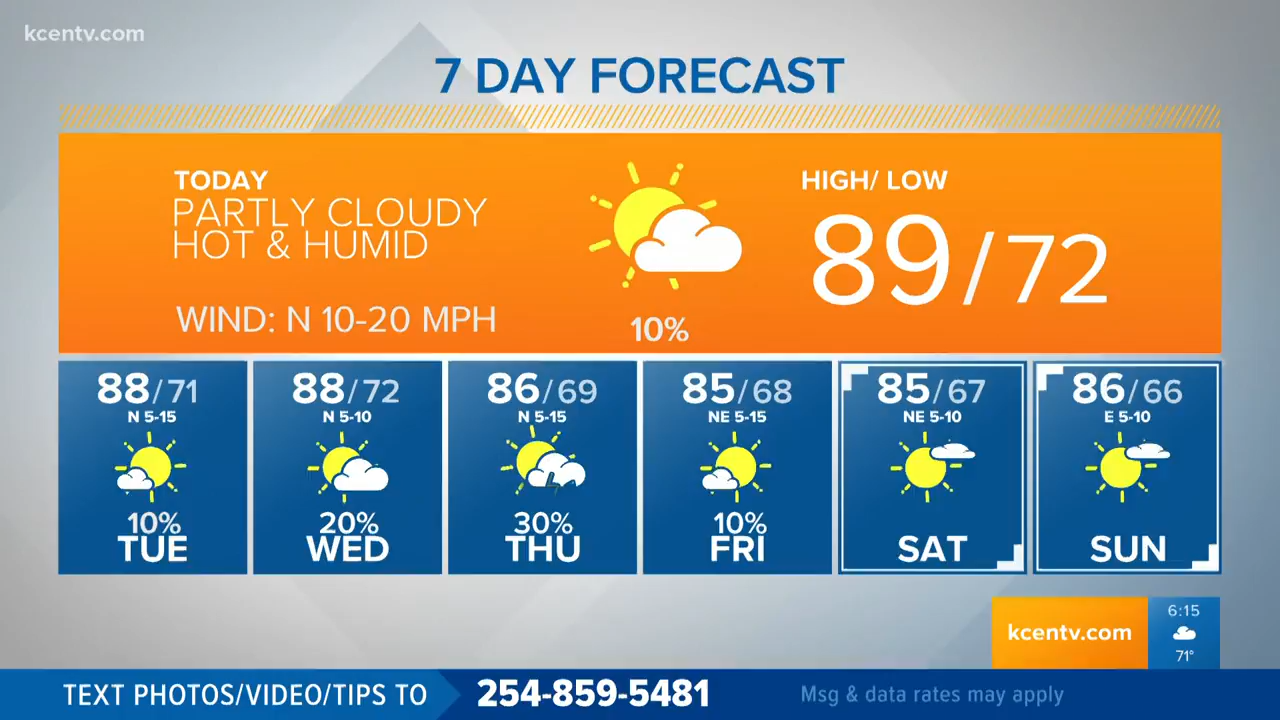 kcentv.com
7 DAY FORECAST
TODAY
PARTLY CLOUDY
HOT & HUMID
WIND: N 10-20 MPH
10%
HIGH/ LOW
89/72
88/71
N 5-15
10%
TUE
88/72
N 5-10
20%
WED
86/69
N 5-15
30%
THU
85/68
NE 5-15
10%
FRI
85/67
NE 5-10
SAT
86/66
E 5-10
SUN
kcentv.com
6:15
71°
TEXT PHOTOS/VIDEO/TIPS TO 254-859-5481 Msg & data rates may apply